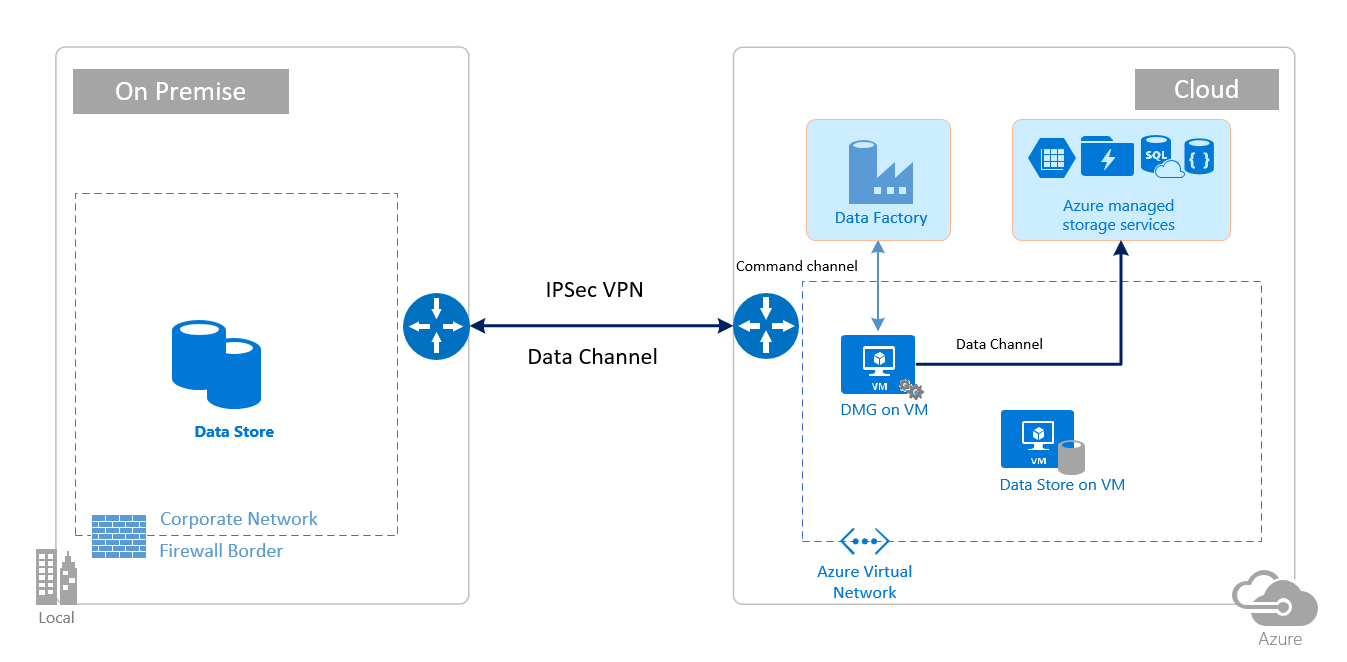 On Premise
Cloud
SQL
{ }
Azure managed
storage services
Data Factory
Command channel
IPSec VPN
Data Channel
Data Channel
VM
DMG on VM
VM
Data Store on VM
Data Store
Corporate Network
Firewall Border
Azure Virtual
Network
Local
Azure